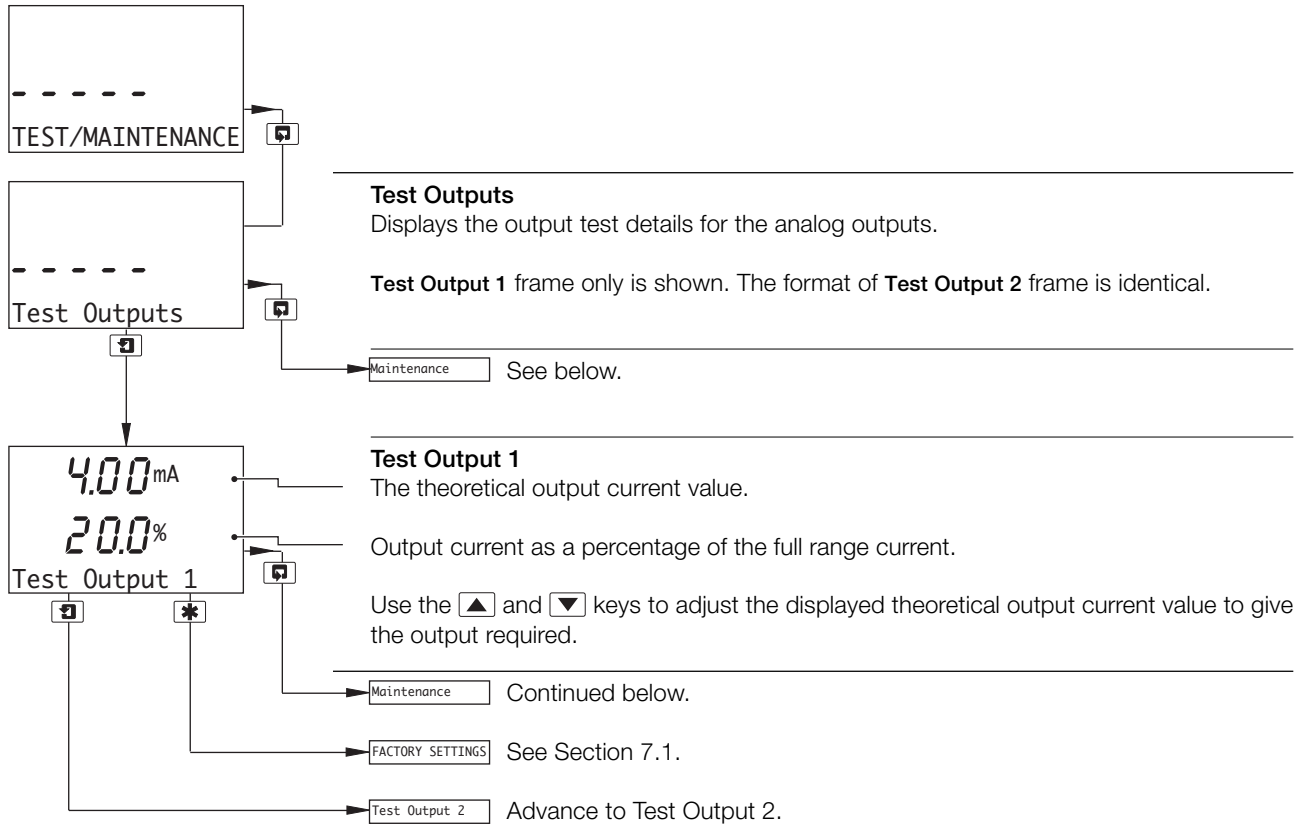 - - - - -
TEST/MAINTENANCE
Test Outputs
Displays the output test details for the analog outputs.
Test Output 1 frame only is shown. The format of Test Output 2 frame is identical.
- - - - -
Test Outputs
Maintenance See below.
4.00 mA
20.0 %
Test Output 1
Test Output 1
The theoretical output current value.
Output current as a percentage of the full range current.
Use the ▲ and ▼ keys to adjust the displayed theoretical output current value to give
the output required.
Maintenance Continued below.
FACTORY SETTINGS See Section 7.1.
Test Output 2 Advance to Test Output 2.